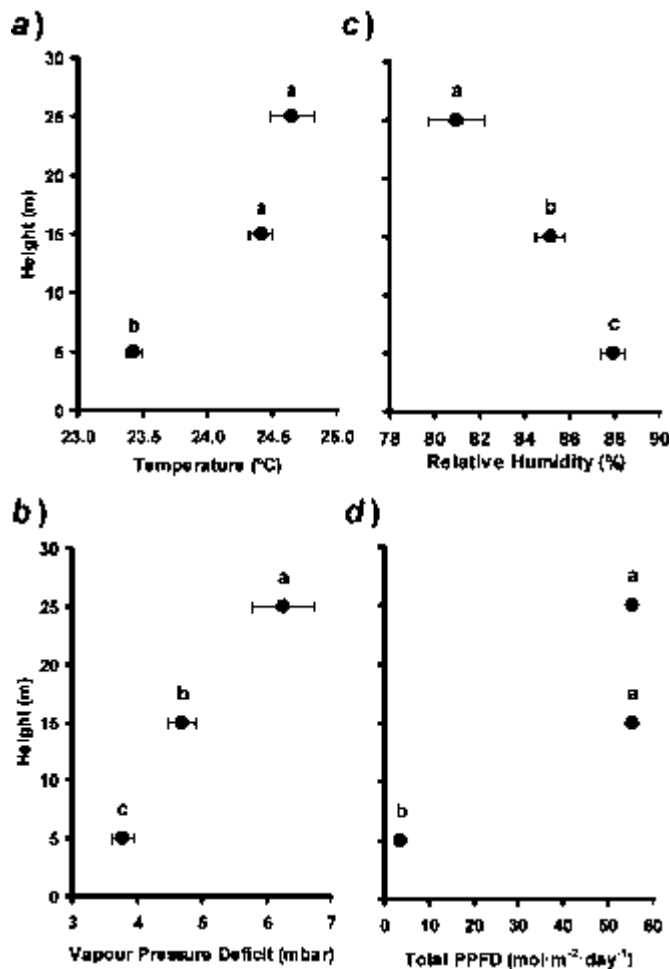 a)
30
25
20
15
10
5
0
Height (m)
a
a
b
23.0 23.5 24.0 24.5 25.0
Temperature (ºC)
c)
a
b
c
78 80 82 84 86 88 90
Relative Humidity (%)
b)
30
25
20
15
10
5
0
Height (m)
a
b
c
3 4 5 6 7
Vapour Pressure Deficit (mbar)
d)
a
a
b
0 10 20 30 40 50 60
Total PPFD (mol·m⁻²·day⁻¹)